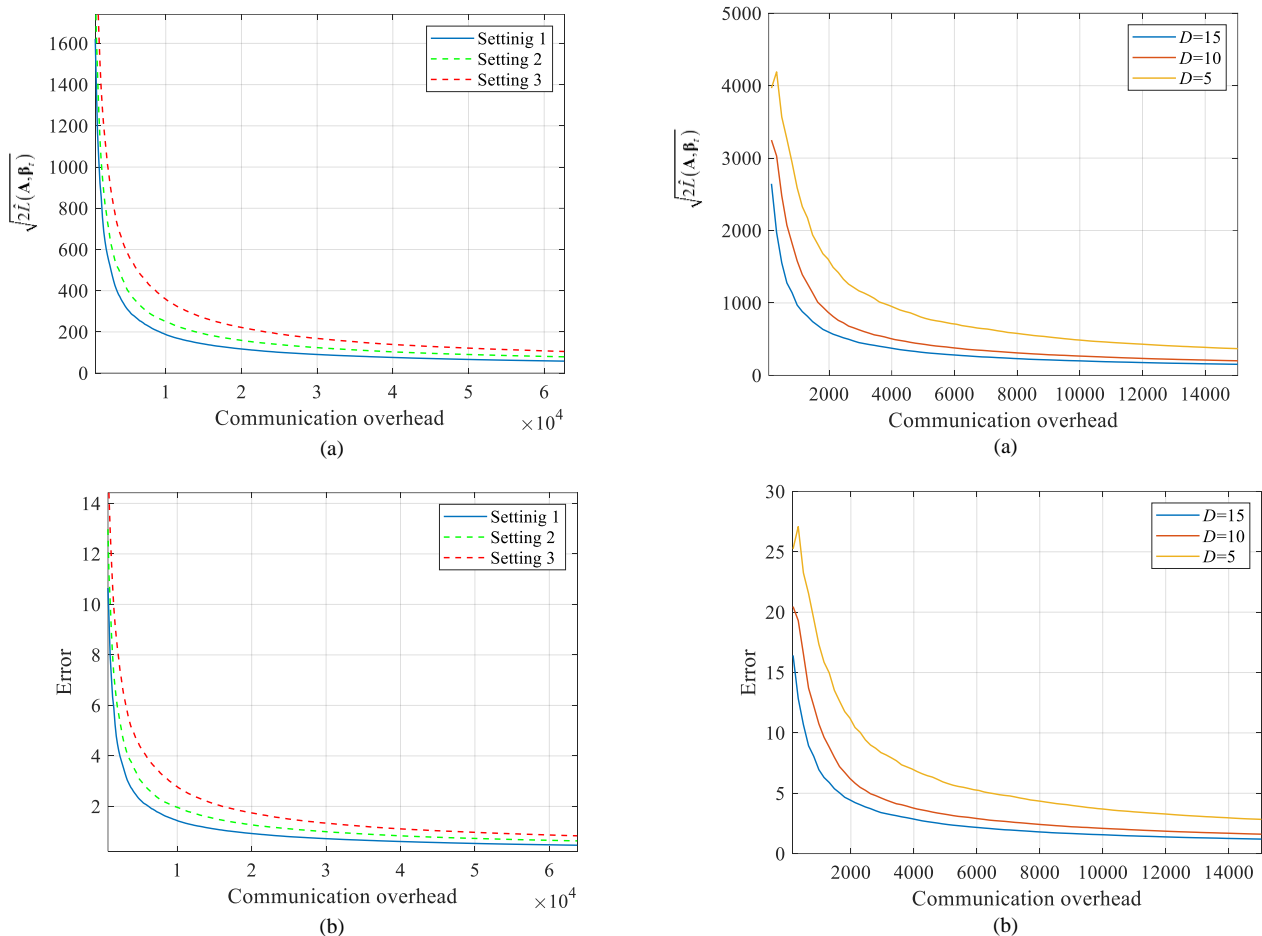 1600
1400
1200
1000
800
600
400
200
0
√2L̂(A,β_t)
Settinig 1
Setting 2
Setting 3
1 2 3 4 5 6
Communication overhead
×10^4
(a)
5000
4000
3000
2000
1000
0
√2L̂(A,β_t)
D=15
D=10
D=5
2000 4000 6000 8000 10000 12000 14000
Communication overhead
(a)
14
12
10
8
6
4
2
Error
Settinig 1
Setting 2
Setting 3
1 2 3 4 5 6
Communication overhead
×10^4
(b)
30
25
20
15
10
5
0
Error
D=15
D=10
D=5
2000 4000 6000 8000 10000 12000 14000
Communication overhead
(b)